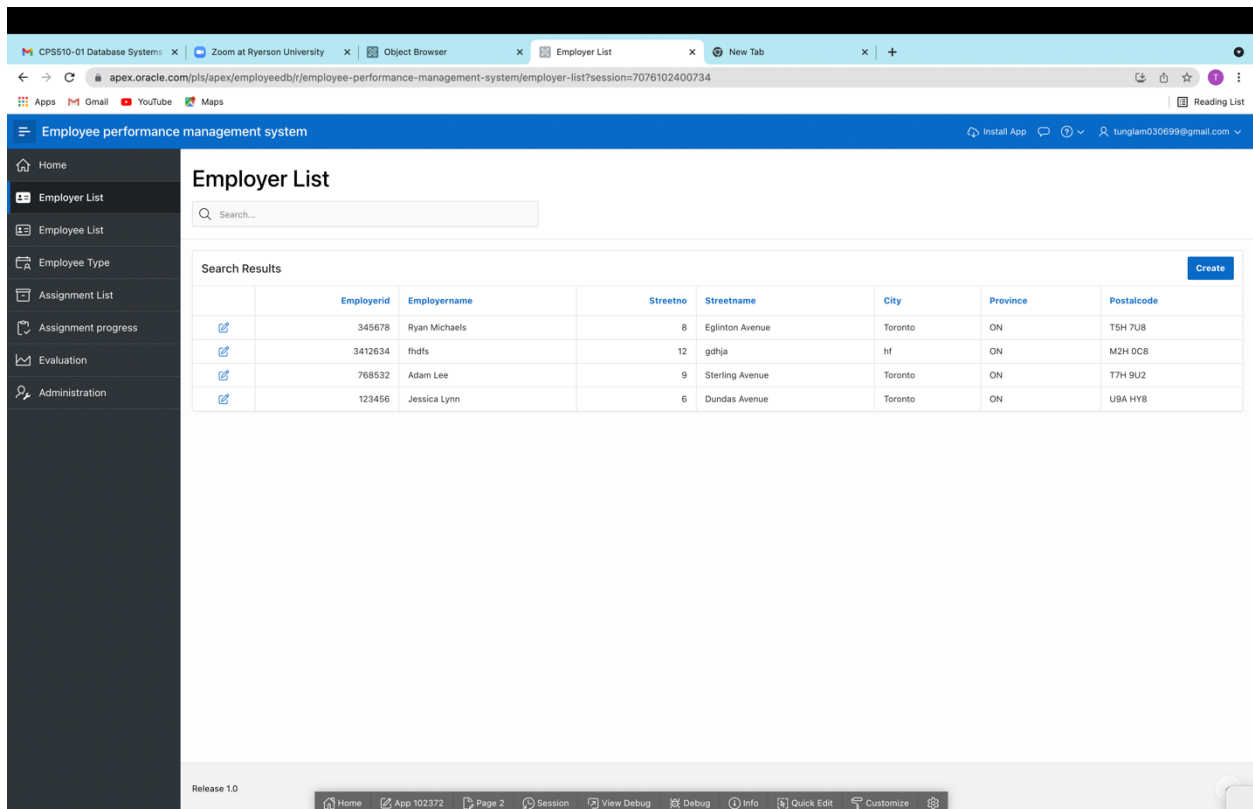 CPS510-01 Database Systems
Zoom at Ryerson University
Object Browser
Employer List
New Tab
apex.oracle.com/pls/apex/employeedb/r/employee-performance-management-system/employer-list?session=7076102400734
T
Apps Gmail YouTube Maps Reading List
Employee performance management system Install App tunglam030699@gmail.com
Home
Employer List
Employee List
Employee Type
Assignment List
Assignment progress
Evaluation
Administration
Employer List
Search...
Search Results Create
Employerid Employername Streetno Streetname City Province Postalcode
345678 Ryan Michaels 8 Eglinton Avenue Toronto ON T5H 7U8
3412634 fhdfs 12 gdhja hf ON M2H 0C8
768532 Adam Lee 9 Sterling Avenue Toronto ON T7H 9U2
123456 Jessica Lynn 6 Dundas Avenue Toronto ON U9A HY8
Release 1.0
Home App 102372 Page 2 Session View Debug Debug Info Quick Edit Customize